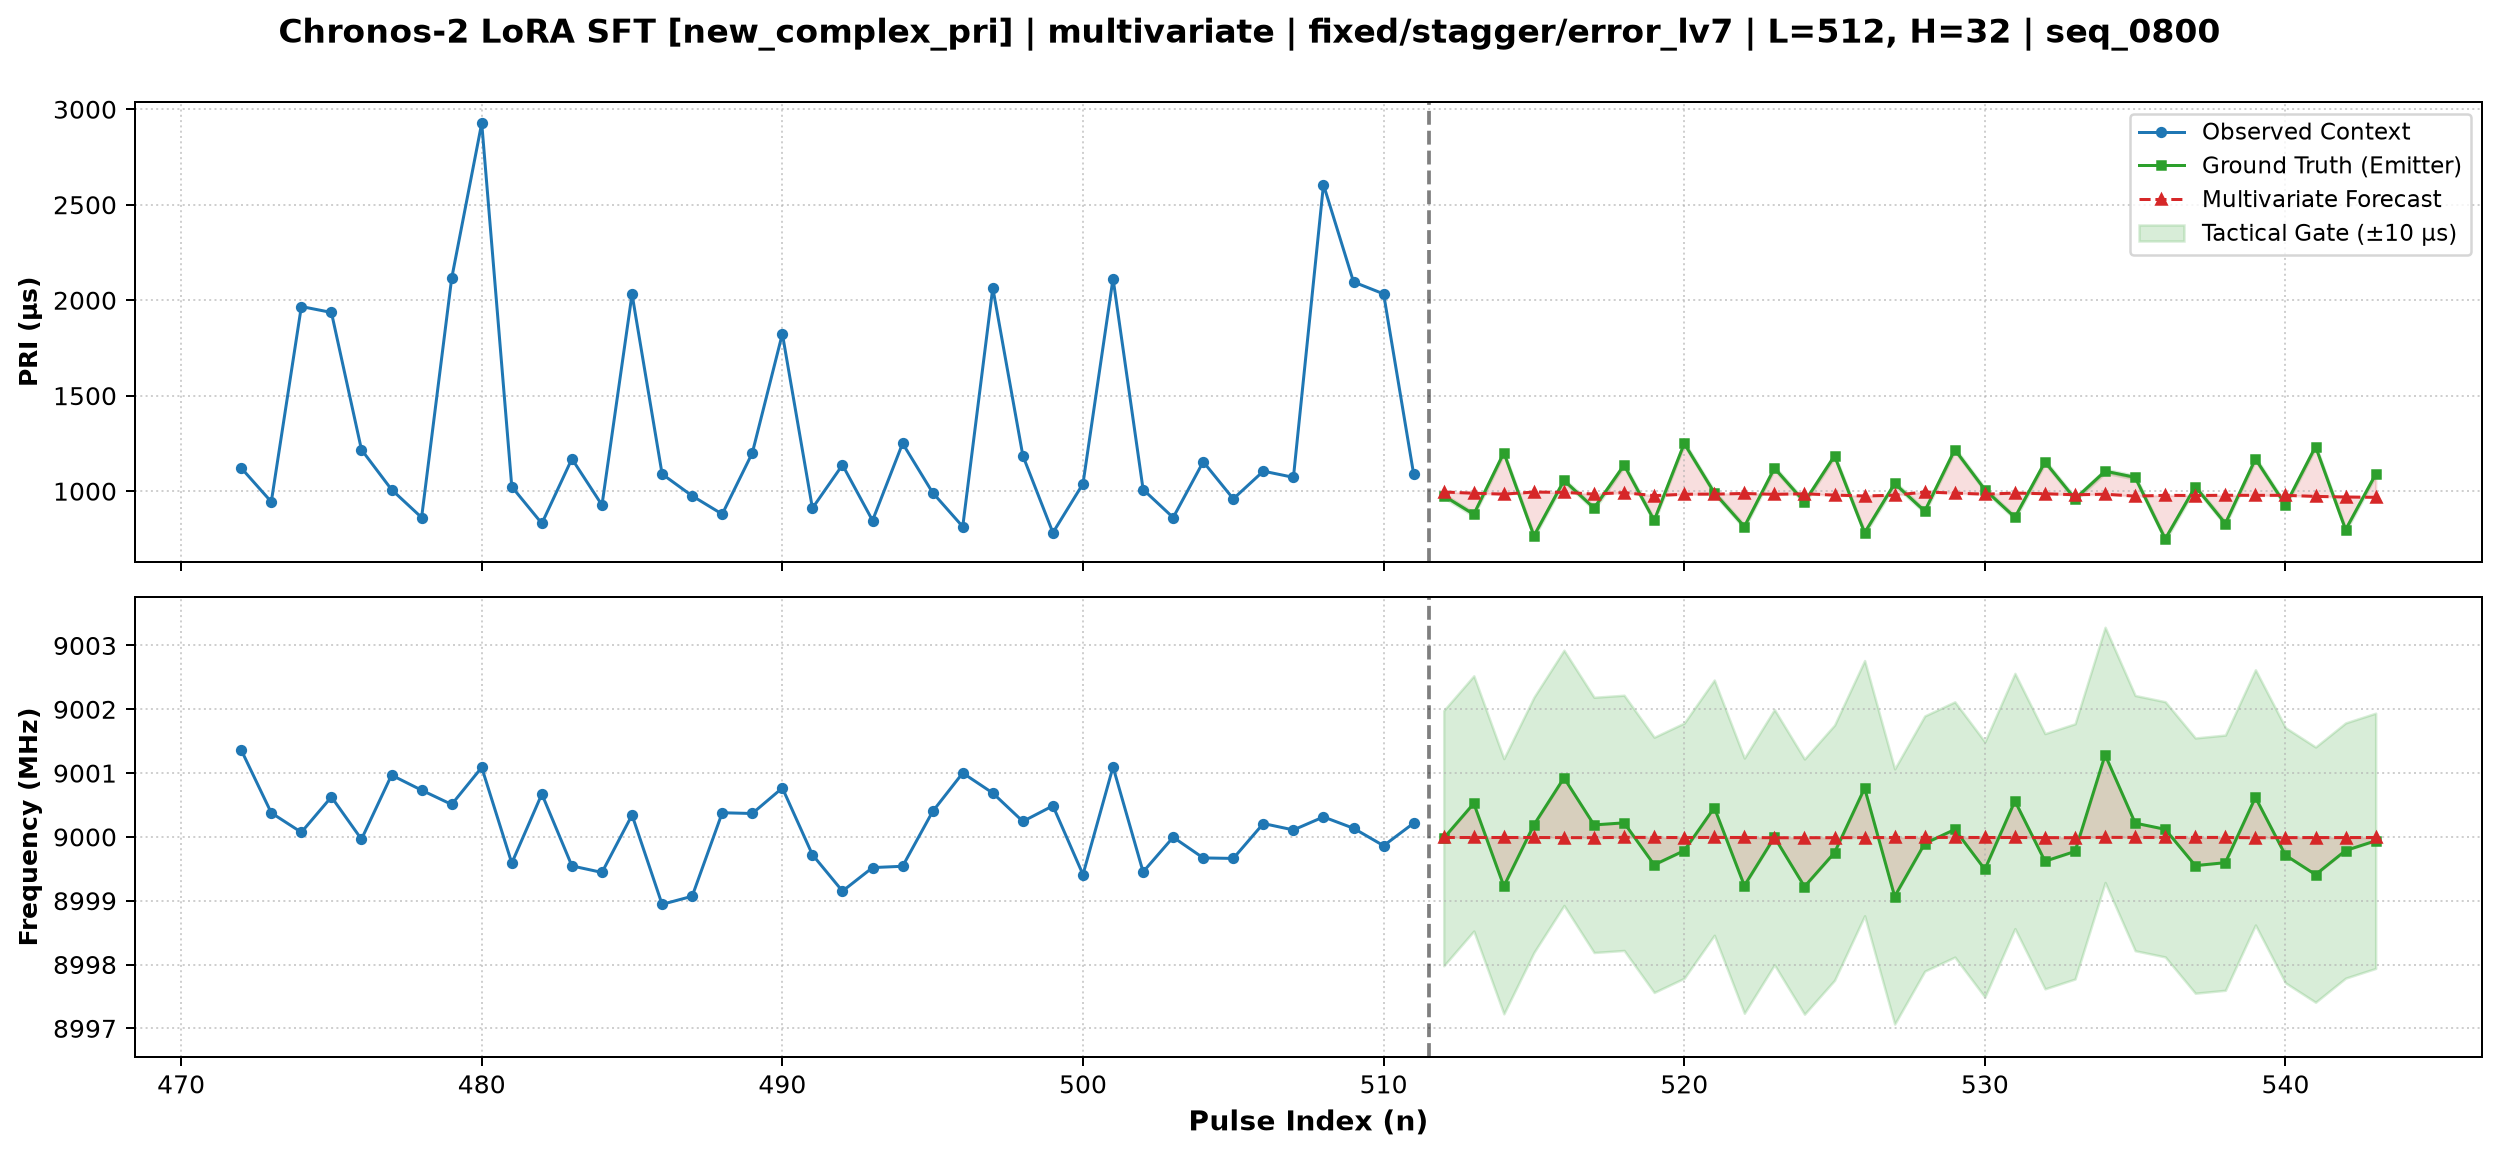 Chronos-2 LoRA SFT [new_complex_pri] | multivariate | fixed/stagger/error_lv7 | L=512, H=32 | seq_0800
3000
2500
2000
1500
1000
PRI (µs)
Observed Context
Ground Truth (Emitter)
Multivariate Forecast
Tactical Gate (±10 µs)
9003
9002
9001
9000
8999
8998
8997
Frequency (MHz)
470 480 490 500 510 520 530 540
Pulse Index (n)